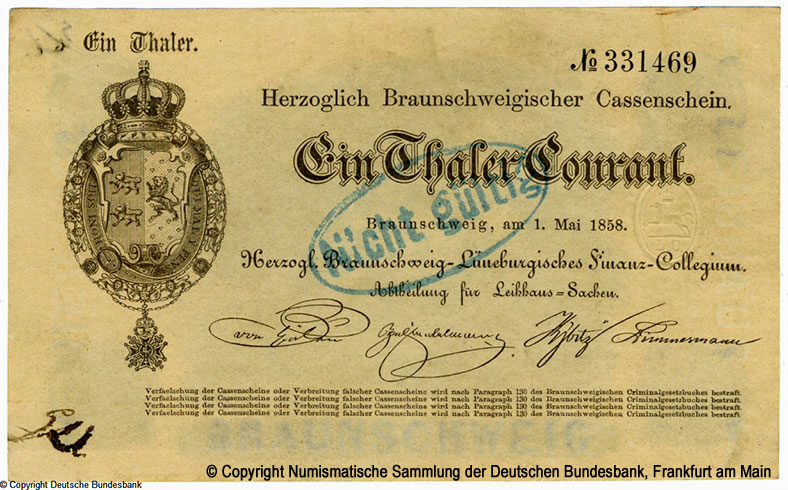 Ein Thaler.
№ 331469
Herzoglich Braunschweigischer Cassenschein.
Ein Thaler Courant.
Nicht gültig
Braunschweig, am 1. Mai 1858.
Herzogl. Braunschweig-Lüneburgisches Finanz-Collegium.
Abtheilung für Leihhaus=Sachen.
Zimmermann
Verfaelschung der Cassenscheine oder Verbreitung falscher Cassenscheine wird nach Paragraph 130 des Braunschweigischen Criminalgesetzbuches bestraft.
Verfaelschung der Cassenscheine oder Verbreitung falscher Cassenscheine wird nach Paragraph 130 des Braunschweigischen Criminalgesetzbuches bestraft.
Verfaelschung der Cassenscheine oder Verbreitung falscher Cassenscheine wird nach Paragraph 130 des Braunschweigischen Criminalgesetzbuches bestraft.
Verfaelschung der Cassenscheine oder Verbreitung falscher Cassenscheine wird nach Paragraph 130 des Braunschweigischen Criminalgesetzbuches bestraft.
© Copyright Numismatische Sammlung der Deutschen Bundesbank, Frankfurt am Main
© Copyright Deutsche Bundesbank